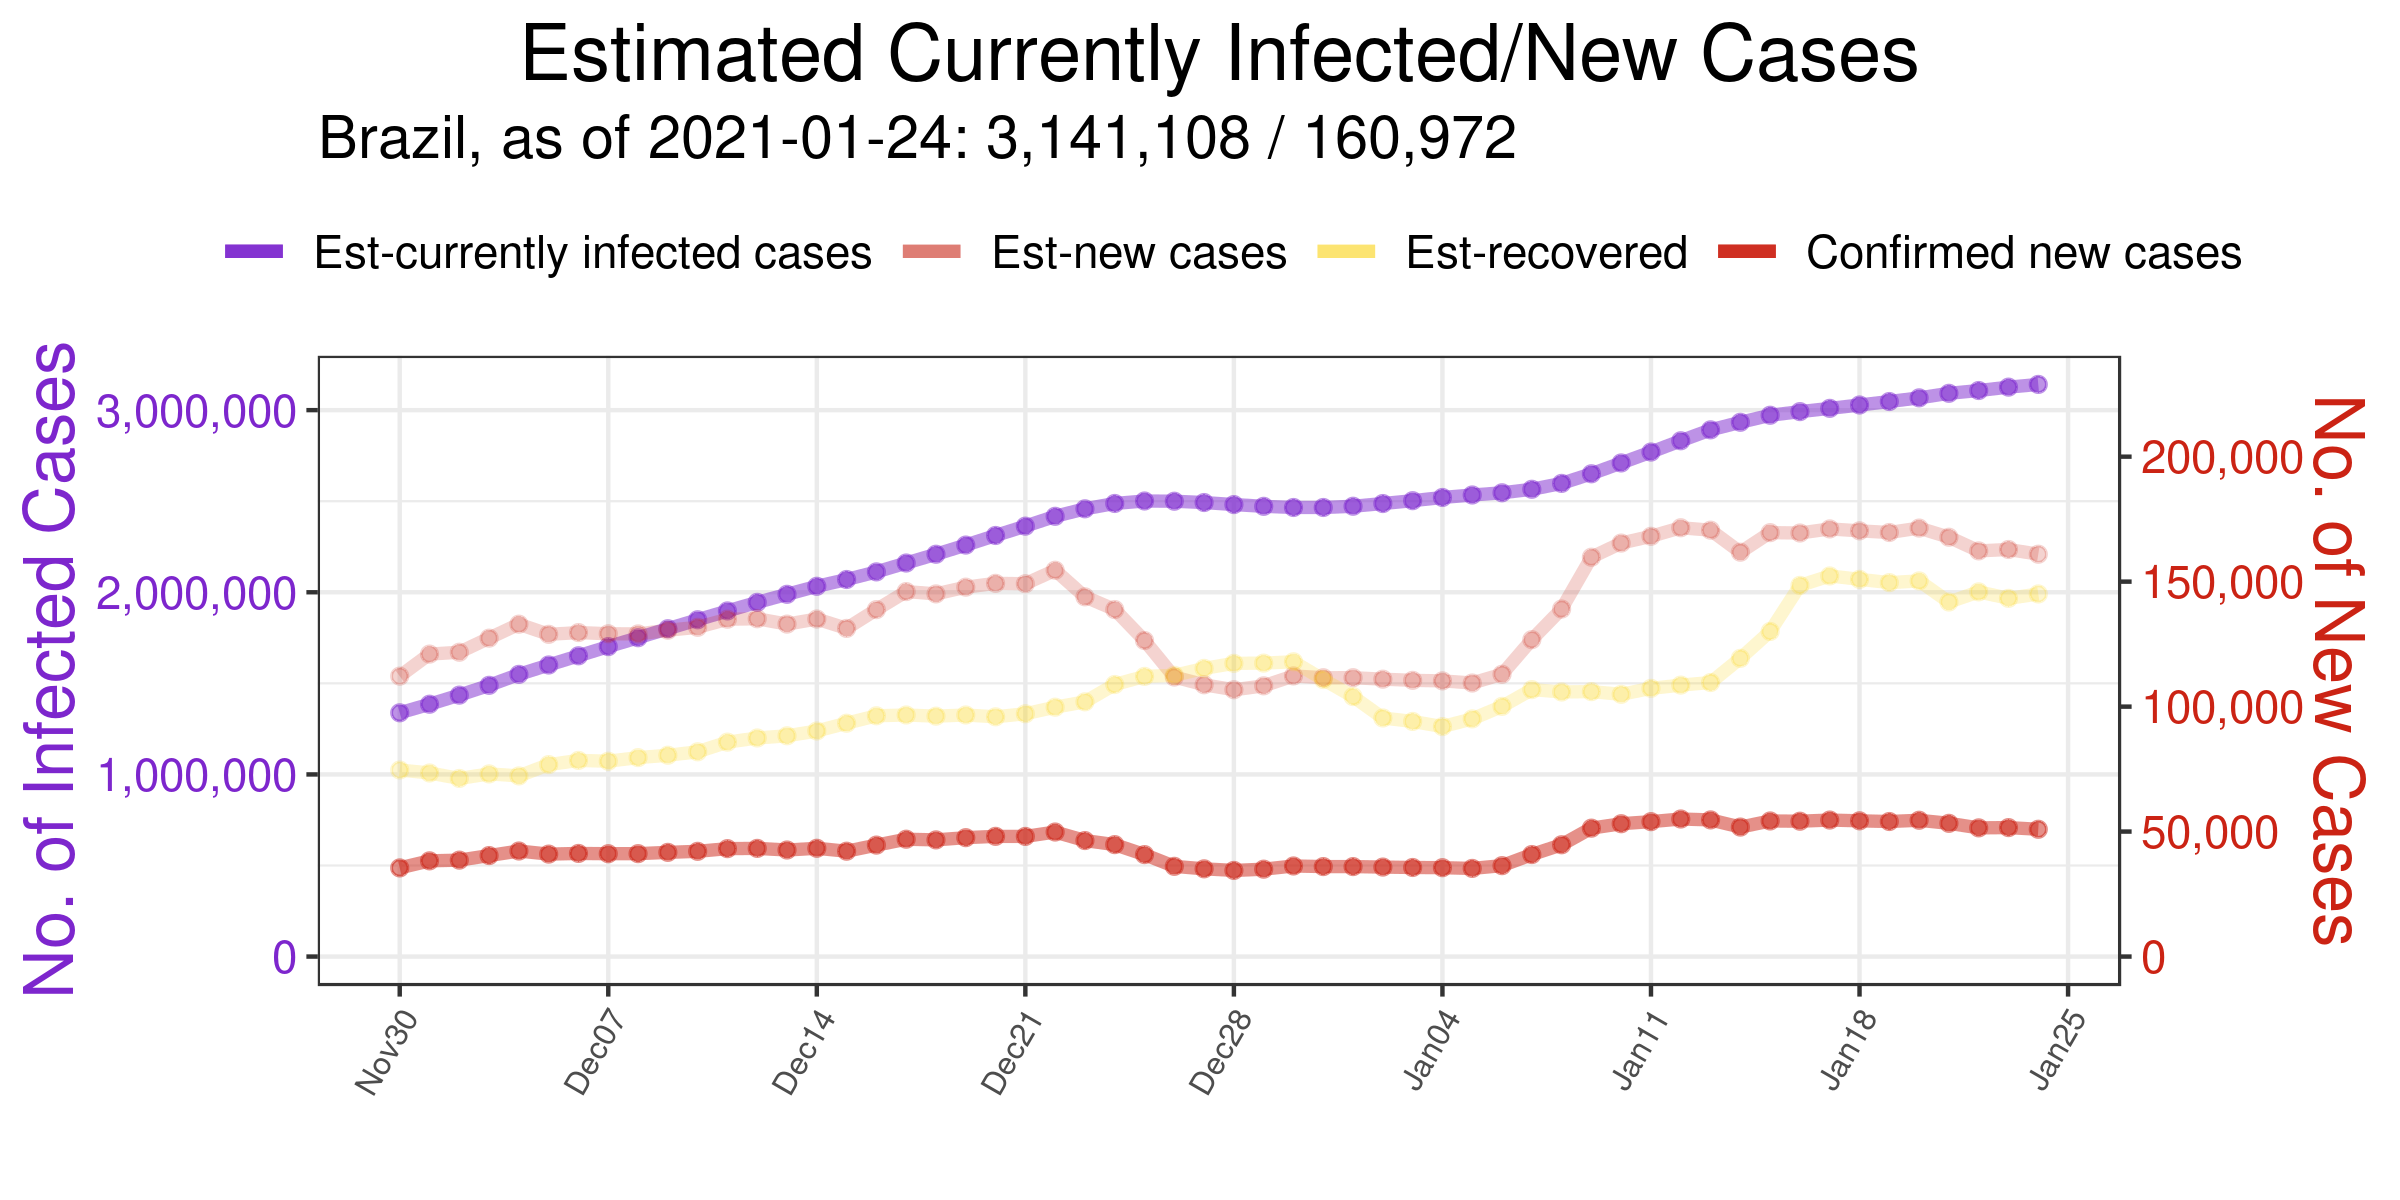 Estimated Currently Infected/New Cases
Brazil, as of 2021-01-24: 3,141,108 / 160,972
Est-currently infected cases Est-new cases Est-recovered Confirmed new cases
No. of Infected Cases
3,000,000
2,000,000
1,000,000
0
200,000
150,000
100,000
50,000
0
No. of New Cases
Nov30 Dec07 Dec14 Dec21 Dec28 Jan04 Jan11 Jan18 Jan25